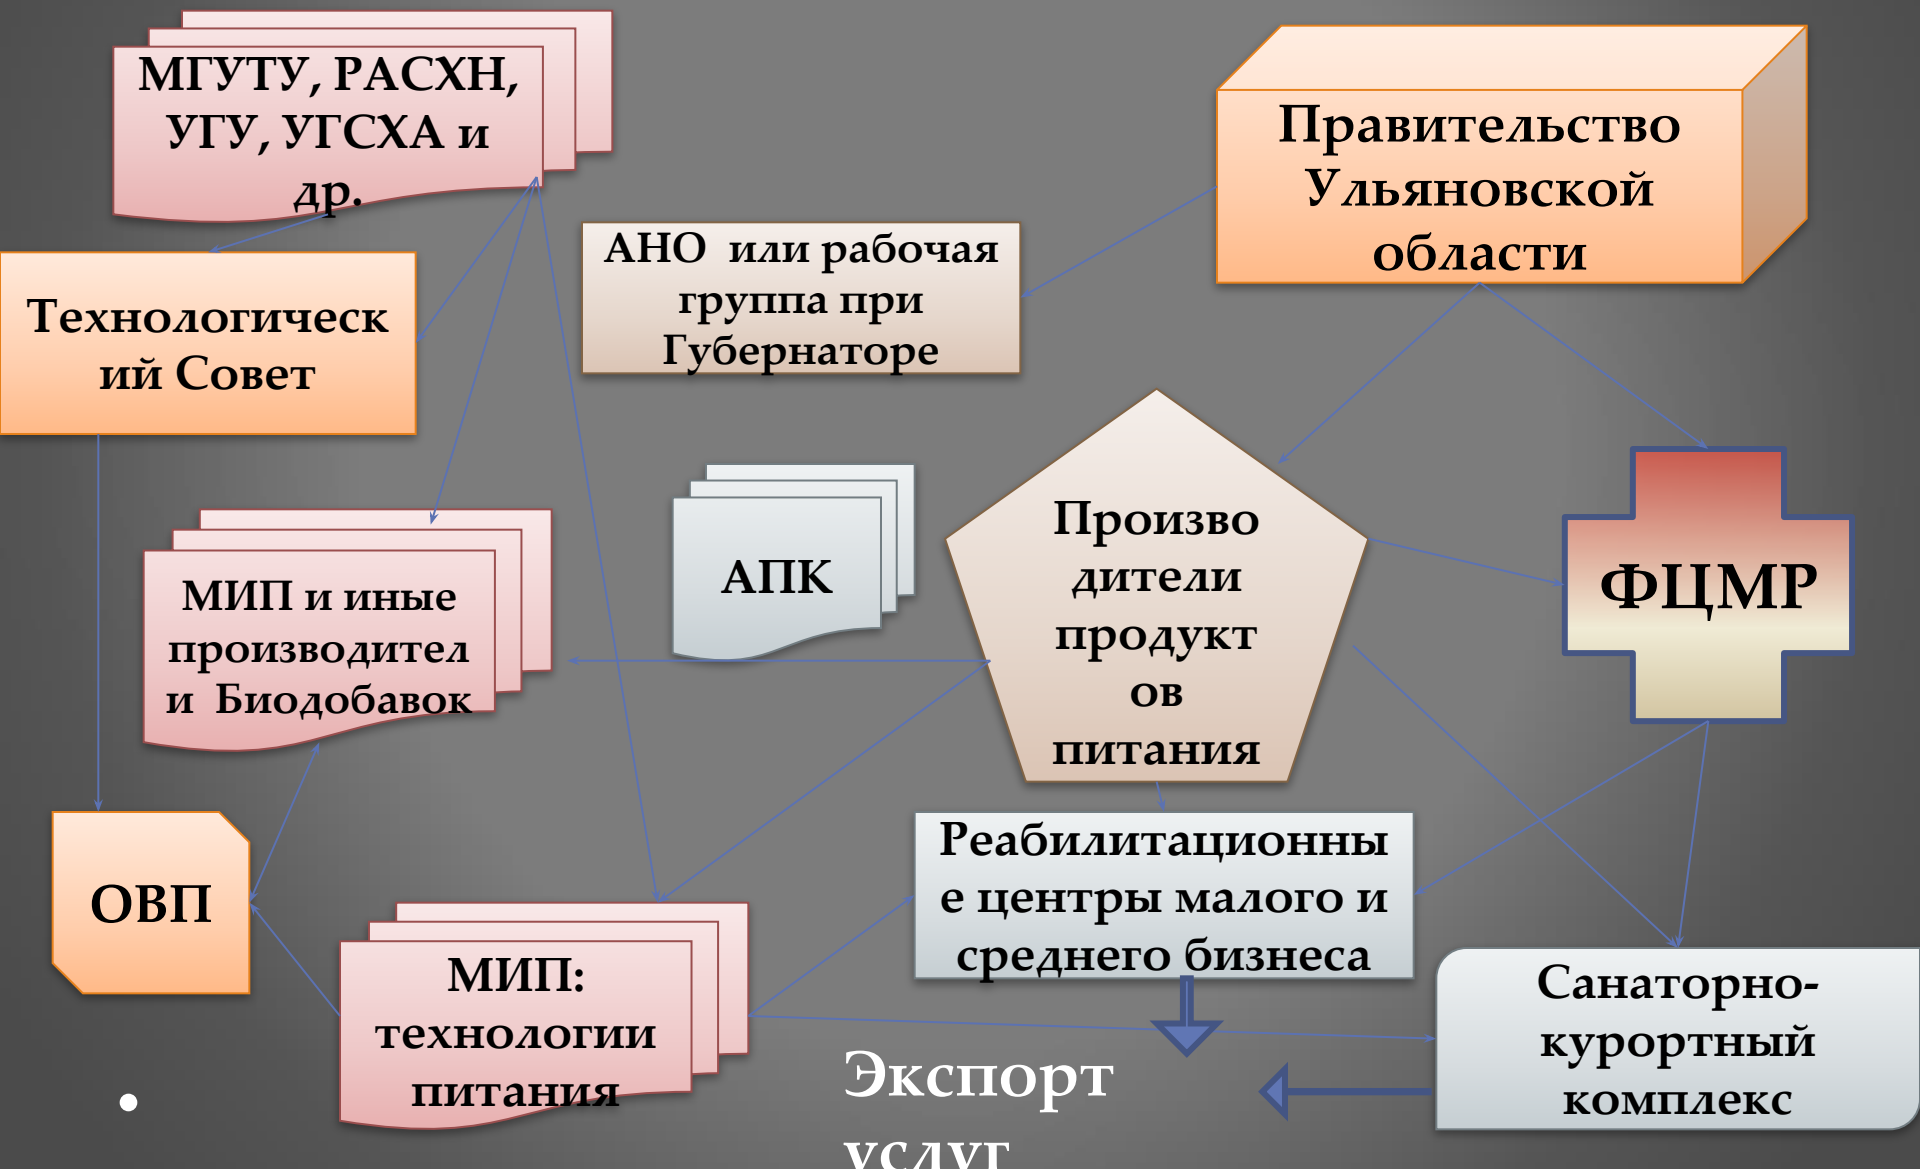 МГУТУ, РАСХН,
УГУ, УГСХА и
др.
Правительство
Ульяновской
области
АНО или рабочая
группа при
Губернаторе
Технологическ
ий Совет
АПК
Произво
дители
продукт
ов
питания
ФЦМР
МИП и иные
производител
и Биодобавок
ОВП
Реабилитационны
е центры малого и
среднего бизнеса
МИП:
технологии
питания
Санаторно-
курортный
комплекс
• Экспорт
услуг